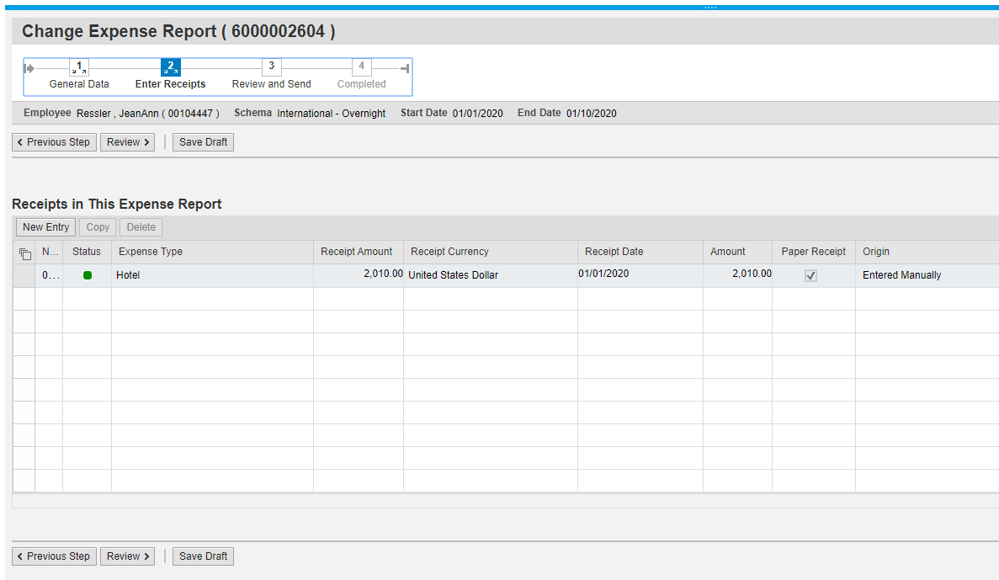 Change Expense Report ( 6000002604 )
1 2 3 4
General Data Enter Receipts Review and Send Completed
Employee Ressler , JeanAnn ( 00104447 ) Schema International - Overnight Start Date 01/01/2020 End Date 01/10/2020
Previous Step Review Save Draft
Receipts in This Expense Report
New Entry Copy Delete
N... Status Expense Type Receipt Amount Receipt Currency Receipt Date Amount Paper Receipt Origin
0... Hotel 2,010.00 United States Dollar 01/01/2020 2,010.00 Entered Manually
Previous Step Review Save Draft